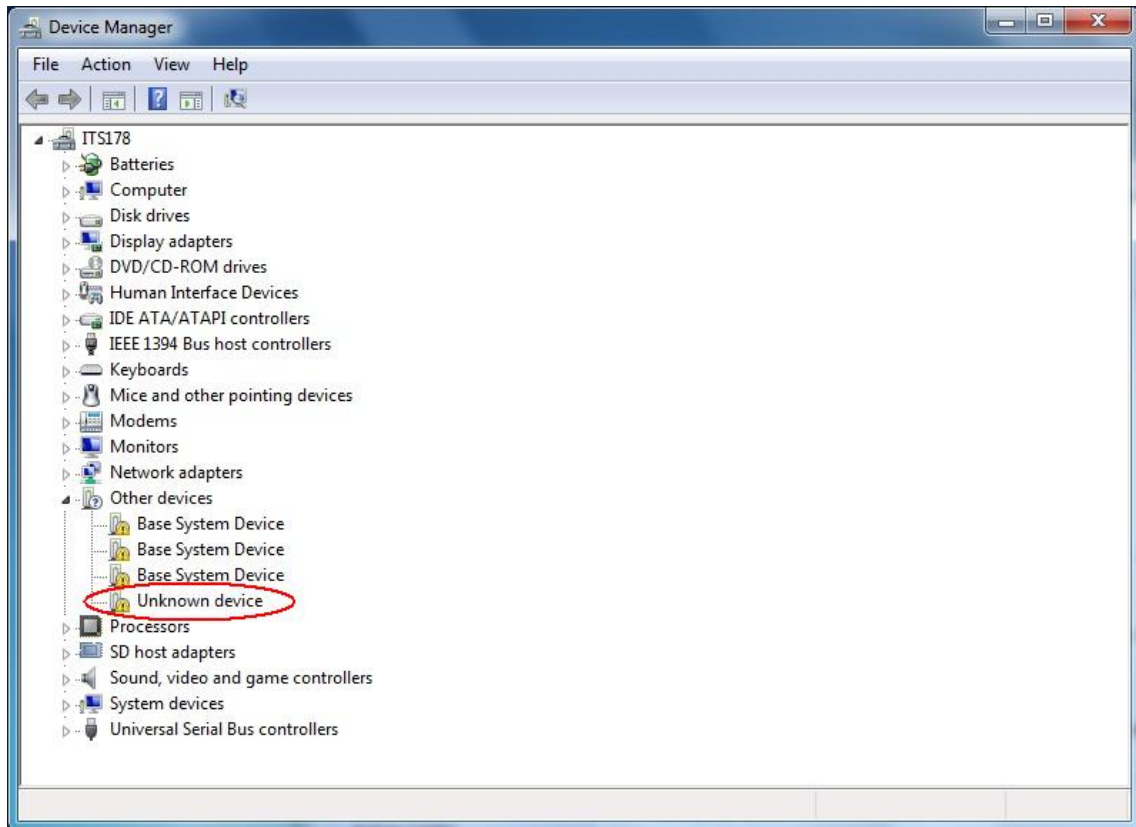 Device Manager
File Action View Help
ITS178
Batteries
Computer
Disk drives
Display adapters
DVD/CD-ROM drives
Human Interface Devices
IDE ATA/ATAPI controllers
IEEE 1394 Bus host controllers
Keyboards
Mice and other pointing devices
Modems
Monitors
Network adapters
Other devices
Base System Device
Base System Device
Base System Device
Unknown device
Processors
SD host adapters
Sound, video and game controllers
System devices
Universal Serial Bus controllers